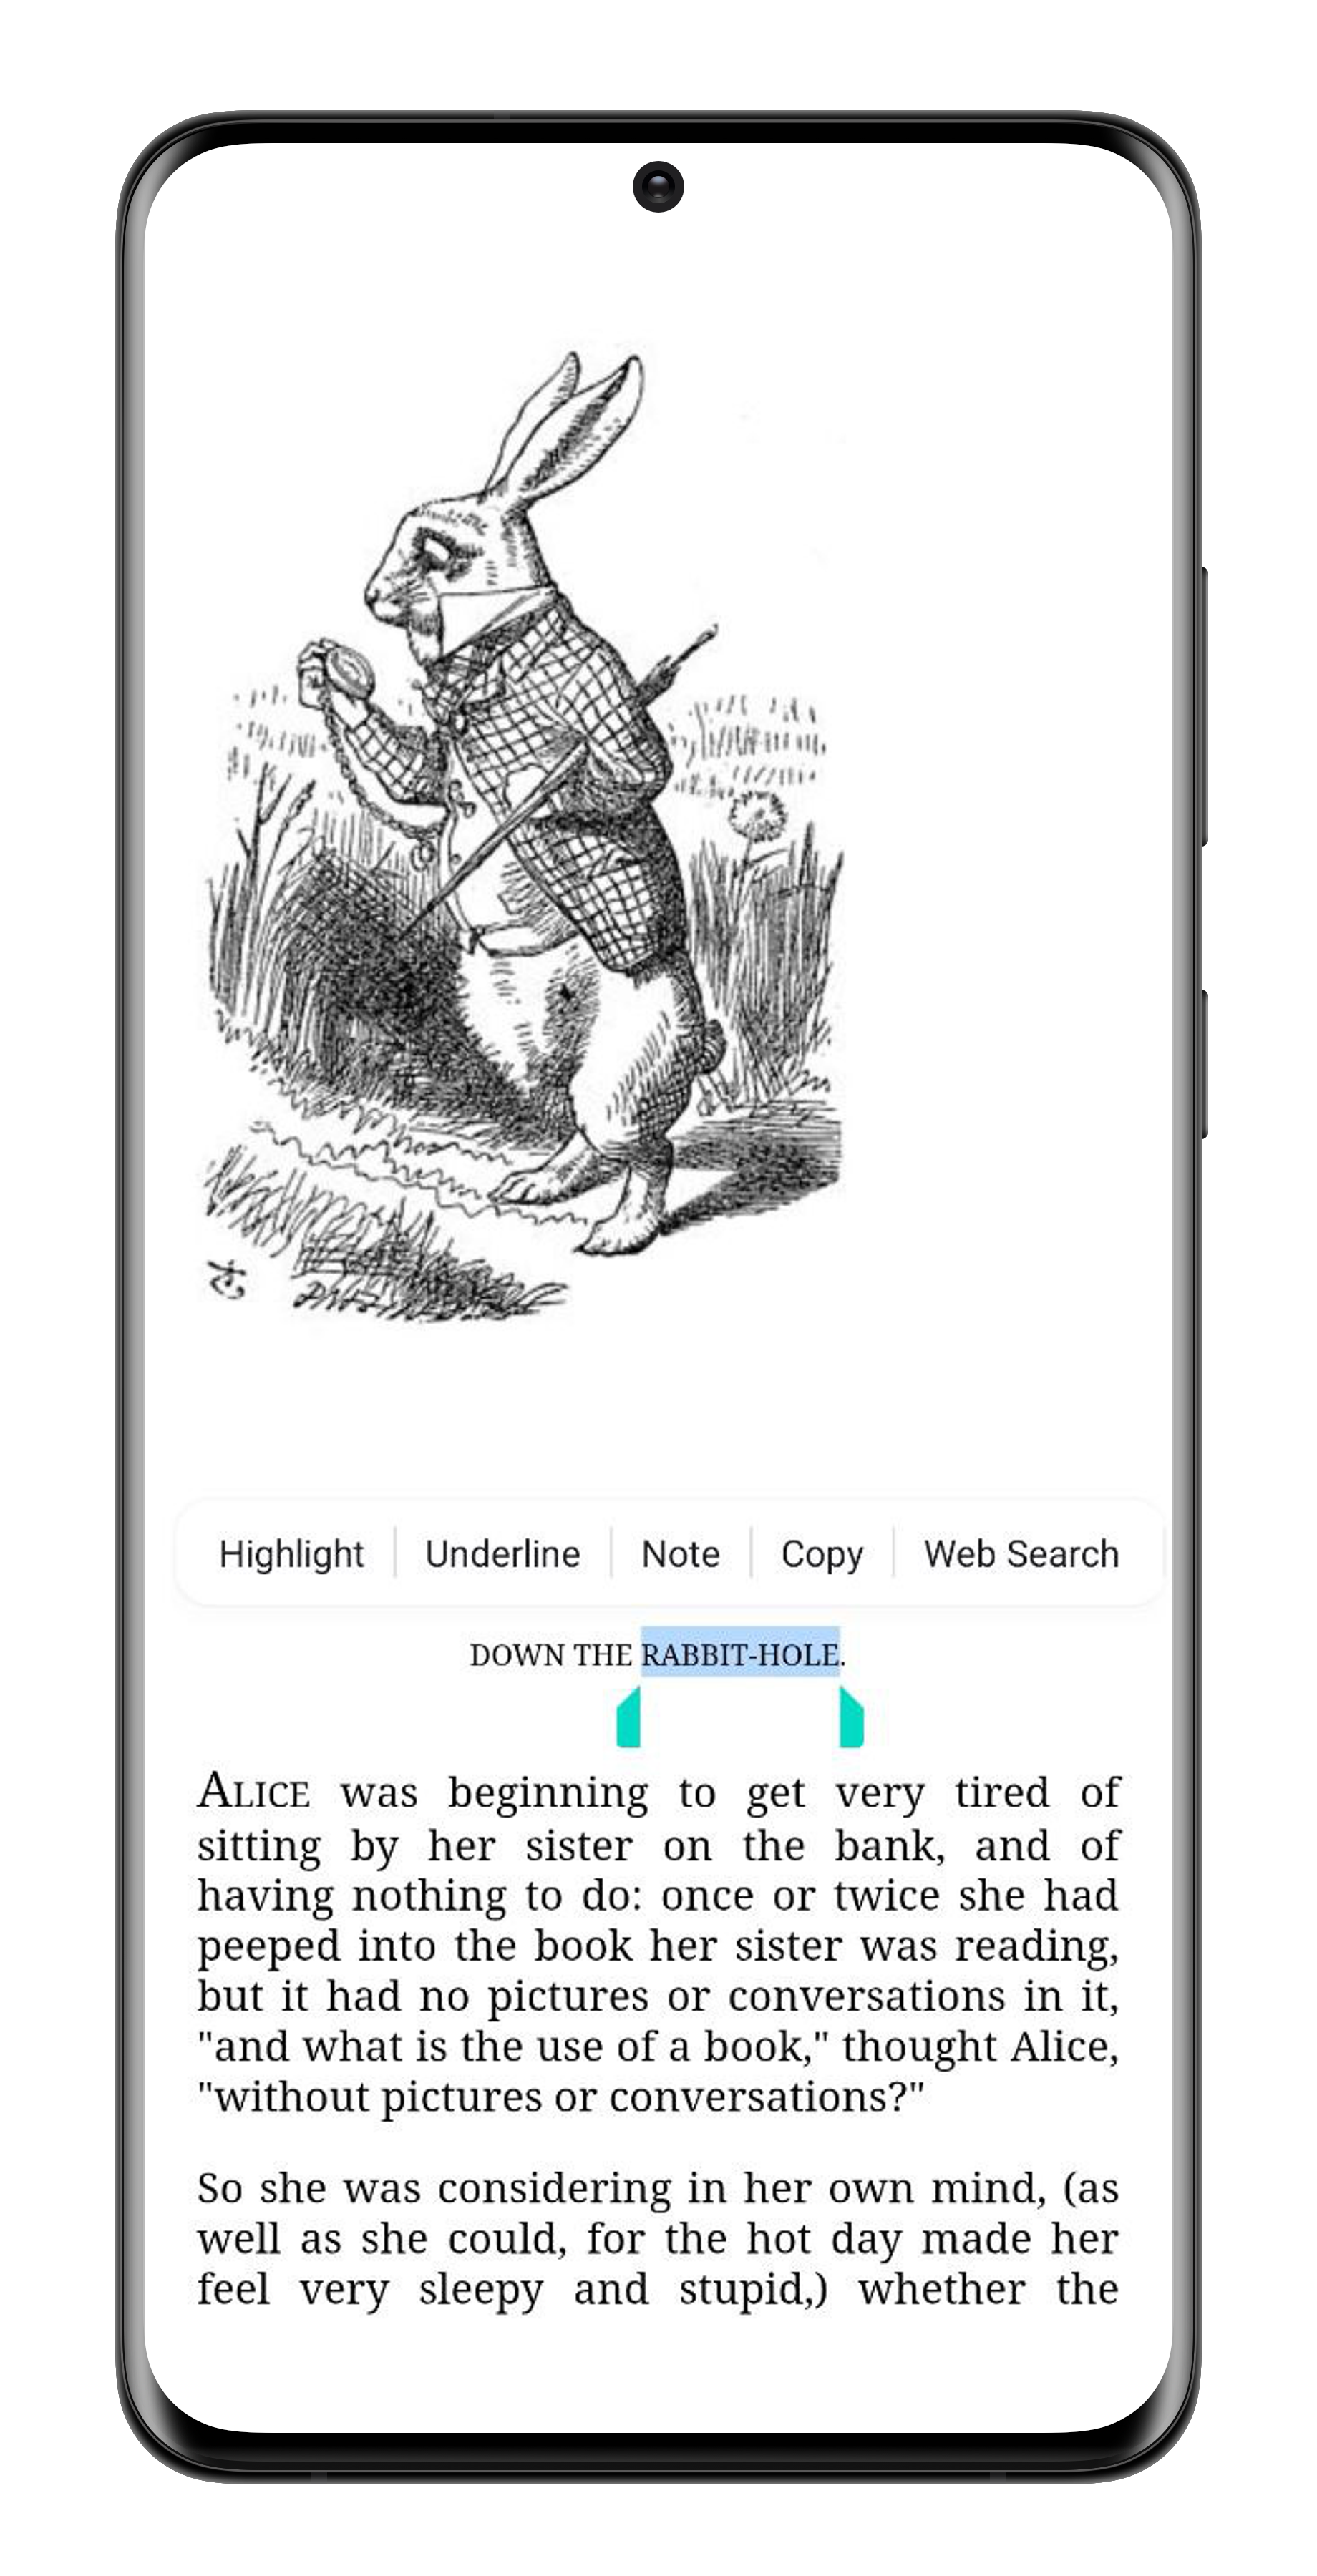 Highlight Underline Note Copy Web Search
DOWN THE RABBIT-HOLE.
ALICE was beginning to get very tired of
sitting by her sister on the bank, and of
having nothing to do: once or twice she had
peeped into the book her sister was reading,
but it had no pictures or conversations in it,
"and what is the use of a book," thought Alice,
"without pictures or conversations?"
So she was considering in her own mind, (as
well as she could, for the hot day made her
feel very sleepy and stupid,) whether the